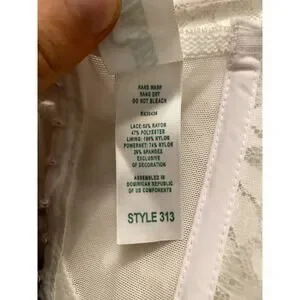 HAND WASH
HANG DRY
DO NOT BLEACH
LACE: 53% RAYON
47% POLYESTER
LINING: 100% NYLON
POWERNET: 74% NYLON
26% SPANDEX
EXCLUSIVE
OF DECORATION
ASSEMBLED IN
DOMINICAN REPUBLIC
OF US COMPONENTS
STYLE 313